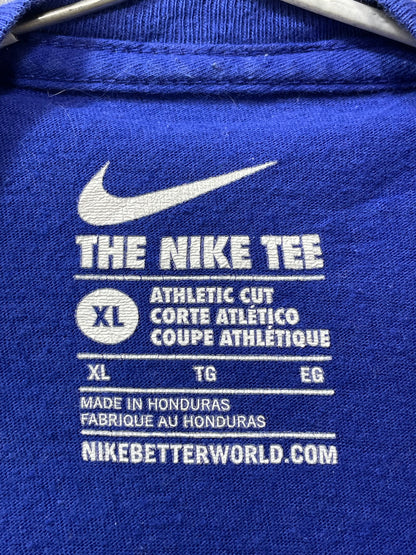 THE NIKE TEE
XL
ATHLETIC CUT
CORTE ATLÉTICO
COUPE ATHLÉTIQUE
XL TG EG
MADE IN HONDURAS
FABRIQUE AU HONDURAS
NIKEBETTERWORLD.COM